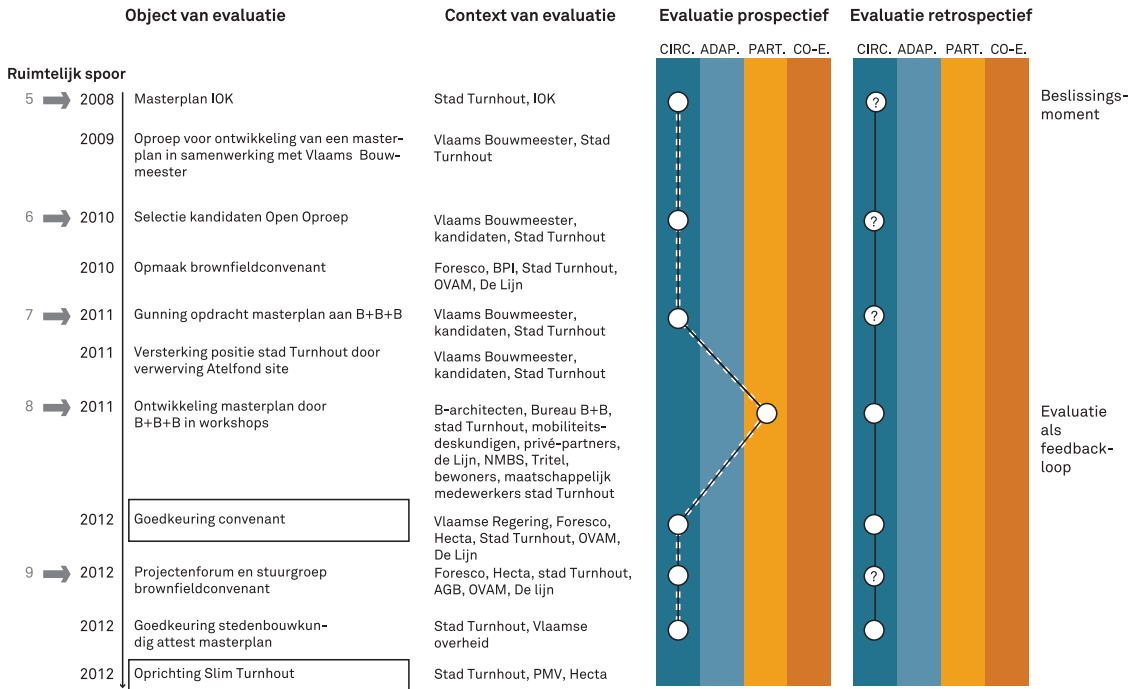 Object van evaluatie
Context van evaluatie
Evaluatie prospectief
Evaluatie retrospectief
CIRC. ADAP. PART. CO-E.
CIRC. ADAP. PART. CO-E.
Ruimtelijk spoor
5 2008 Masterplan IOK
Stad Turnhout, IOK
?
Beslissings-
moment
2009 Oproep voor ontwikkeling van een master-
plan in samenwerking met Vlaams Bouw-
meester
Vlaams Bouwmeester, Stad
Turnhout
6 2010 Selectie kandidaten Open Oproep
Vlaams Bouwmeester,
kandidaten, Stad Turnhout
?
2010 Opmaak brownfieldconvenant
Foresco, BPI, Stad Turnhout,
OVAM, De Lijn
7 2011 Gunning opdracht masterplan aan B+B+B
Vlaams Bouwmeester,
kandidaten, Stad Turnhout
?
2011 Versterking positie stad Turnhout door
verwerving Atelfond site
Vlaams Bouwmeester,
kandidaten, Stad Turnhout
8 2011 Ontwikkeling masterplan door
B+B+B in workshops
B-architecten, Bureau B+B,
stad Turnhout, mobiliteits-
deskundigen, privé-partners,
de Lijn, NMBS, Tritel,
bewoners, maatschappelijk
medewerkers stad Turnhout
Evaluatie
als
feedback-
loop
2012 Goedkeuring convenant
Vlaamse Regering, Foresco,
Hecta, Stad Turnhout, OVAM,
De Lijn
9 2012 Projectenforum en stuurgroep
brownfieldconvenant
Foresco, Hecta, stad Turnhout,
AGB, OVAM, De lijn
?
2012 Goedkeuring stedenbouwkun-
dig attest masterplan
Stad Turnhout, Vlaamse
overheid
2012 Oprichting Slim Turnhout
Stad Turnhout, PMV, Hecta